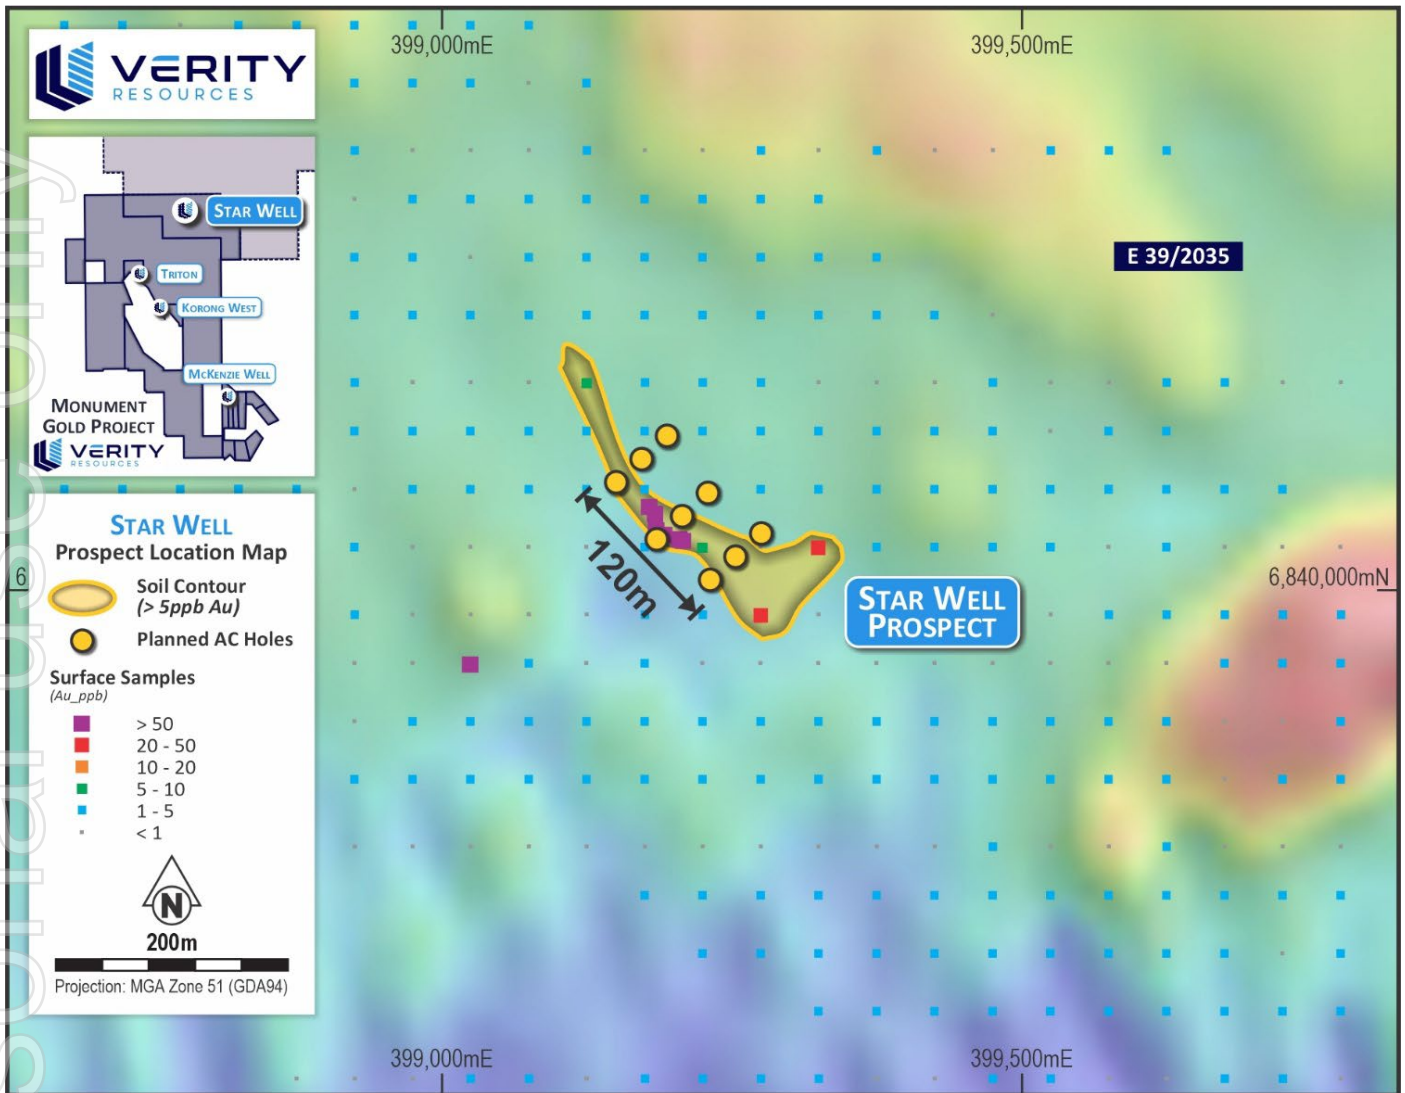 399,000mE
399,500mE
VERITY
RESOURCES
STAR WELL
TRITON
KORONG WEST
MCKENZIE WELL
MONUMENT
GOLD PROJECT
VERITY
RESOURCES
E 39/2035
STAR WELL
Prospect Location Map
Soil Contour
(> 5ppb Au)
Planned AC Holes
Surface Samples
(Au_ppb)
> 50
20 - 50
10 - 20
5 - 10
1 - 5
< 1
N
200m
Projection: MGA Zone 51 (GDA94)
120m
STAR WELL
PROSPECT
6
6,840,000mN
399,000mE
399,500mE